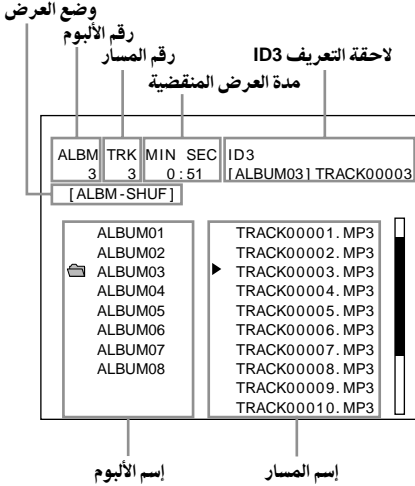 وضع العرض
رقم الألبوم
رقم المسار
لاحقة التعريف ID3
مدة العرض المنقضية
ALBM TRK MIN SEC ID3
3 3 0:51 [ALBUM03] TRACK00003
[ALBM-SHUF]
ALBUM01 TRACK00001.MP3
ALBUM02 TRACK00002.MP3
ALBUM03 TRACK00003.MP3
ALBUM04 TRACK00004.MP3
ALBUM05 TRACK00005.MP3
ALBUM06 TRACK00006.MP3
ALBUM07 TRACK00007.MP3
ALBUM08 TRACK00008.MP3
TRACK00009.MP3
TRACK00010.MP3
إسم المسار إسم الألبوم